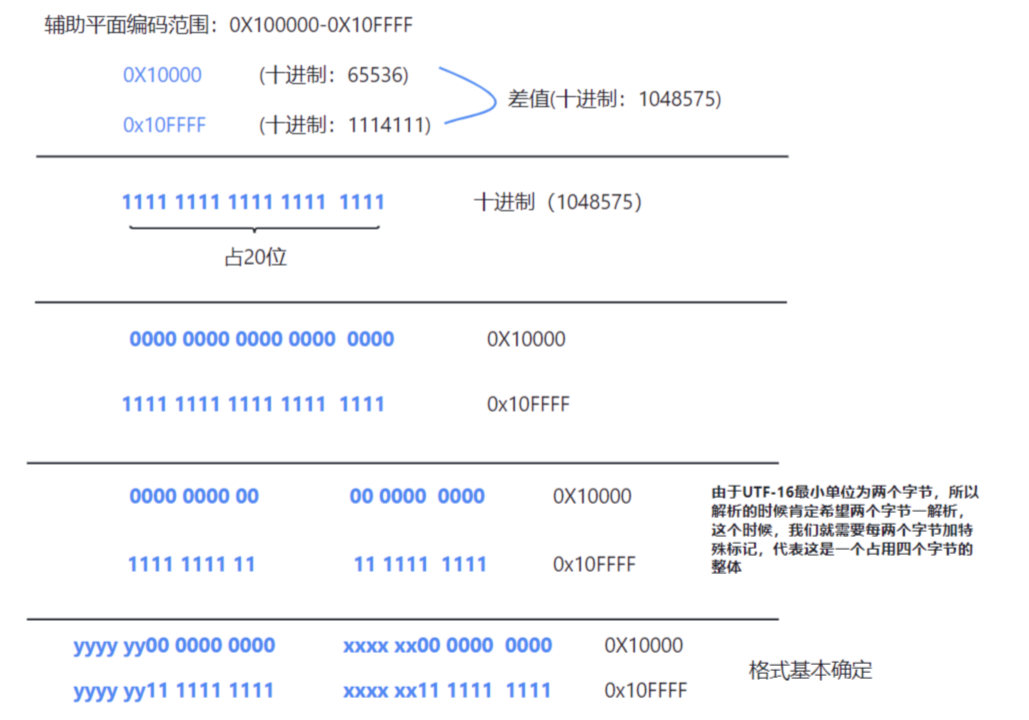 辅助平面编码范围：0X100000-0X10FFFF
0X10000 (十进制：65536)
差值(十进制：1048575)
0x10FFFF (十进制：1114111)
1111 1111 1111 1111 1111 十进制（1048575）
占20位
0000 0000 0000 0000 0000 0X10000
1111 1111 1111 1111 1111 0x10FFFF
0000 0000 00 00 0000 0000 0X10000
1111 1111 11 11 1111 1111 0x10FFFF
由于UTF-16最小单位为两个字节，所以
解析的时候肯定希望两个字节一解析，
这个时候，我们就需要每两个字节加特
殊标记，代表这是一个占用四个字节的
整体
yyyy yy00 0000 0000 xxxx xx00 0000 0000 0X10000
yyyy yy11 1111 1111 xxxx xx11 1111 1111 0x10FFFF
格式基本确定